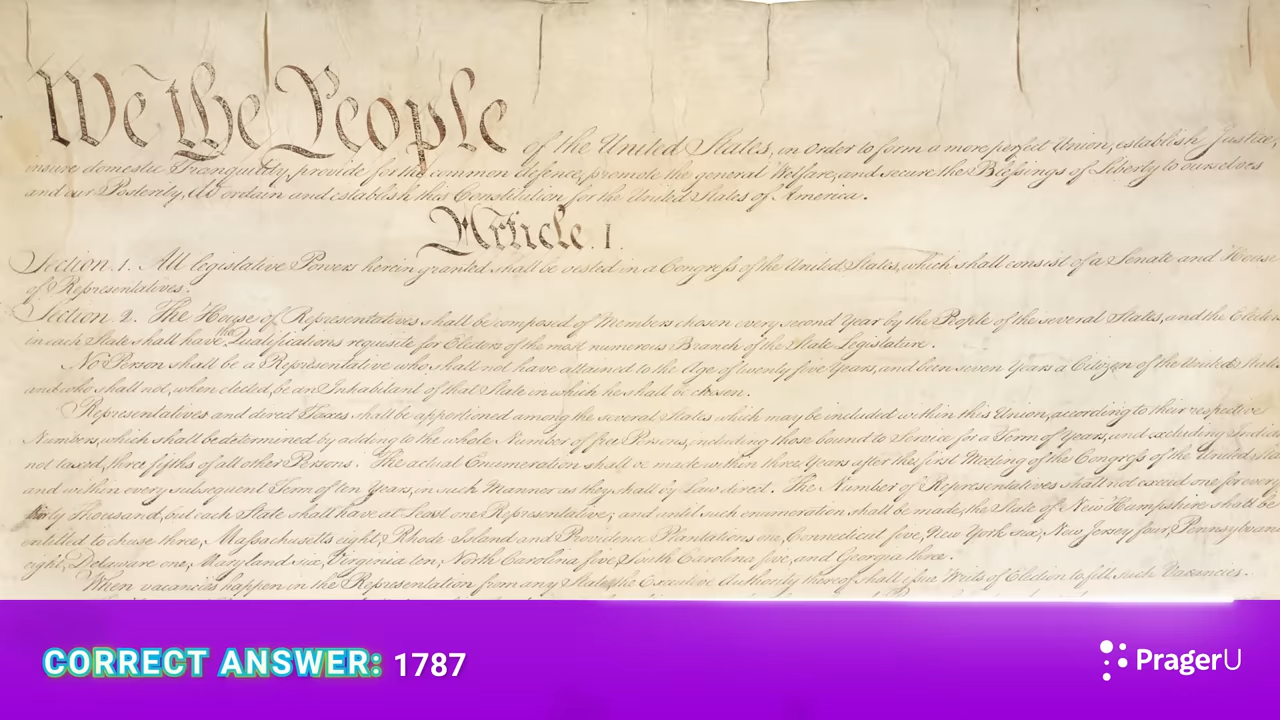 We the People of the United States, in Order to form a more perfect Union, establish Justice,
insure domestic Tranquility, provide for the common defence, promote the general Welfare, and secure the Blessings of Liberty to ourselves
and our Posterity, do ordain and establish this Constitution for the United States of America.
Article. I.
Section. 1. All legislative Powers herein granted shall be vested in a Congress of the United States, which shall consist of a Senate and House
of Representatives.
Section. 2. The House of Representatives shall be composed of Members chosen every second Year by the People of the several States, and the Electors
in each State shall have the Qualifications requisite for Electors of the most numerous Branch of the State Legislature.
No Person shall be a Representative who shall not have attained to the Age of twenty five Years, and been seven Years a Citizen of the United States,
and who shall not, when elected, be an Inhabitant of that State in which he shall be chosen.
Representatives and direct Taxes shall be apportioned among the several States which may be included within this Union, according to their respective
Numbers, which shall be determined by adding to the whole Number of free Persons, including those bound to Service for a Term of Years, and excluding Indians
not taxed, three fifths of all other Persons. The actual Enumeration shall be made within three Years after the first Meeting of the Congress of the United States,
and within every subsequent Term of ten Years, in such Manner as they shall by Law direct. The Number of Representatives shall not exceed one for every
thirty Thousand, but each State shall have at Least one Representative; and until such enumeration shall be made, the State of New Hampshire shall be
entitled to chuse three, Massachusetts eight, Rhode Island and Providence Plantations one, Connecticut five, New York six, New Jersey four, Pennsylvania
eight, Delaware one, Maryland six, Virginia ten, North Carolina five, South Carolina five, and Georgia three.
When vacancies happen in the Representation from any State, the Executive Authority thereof shall issue Writs of Election to fill such Vacancies.
CORRECT ANSWER: 1787
PragerU